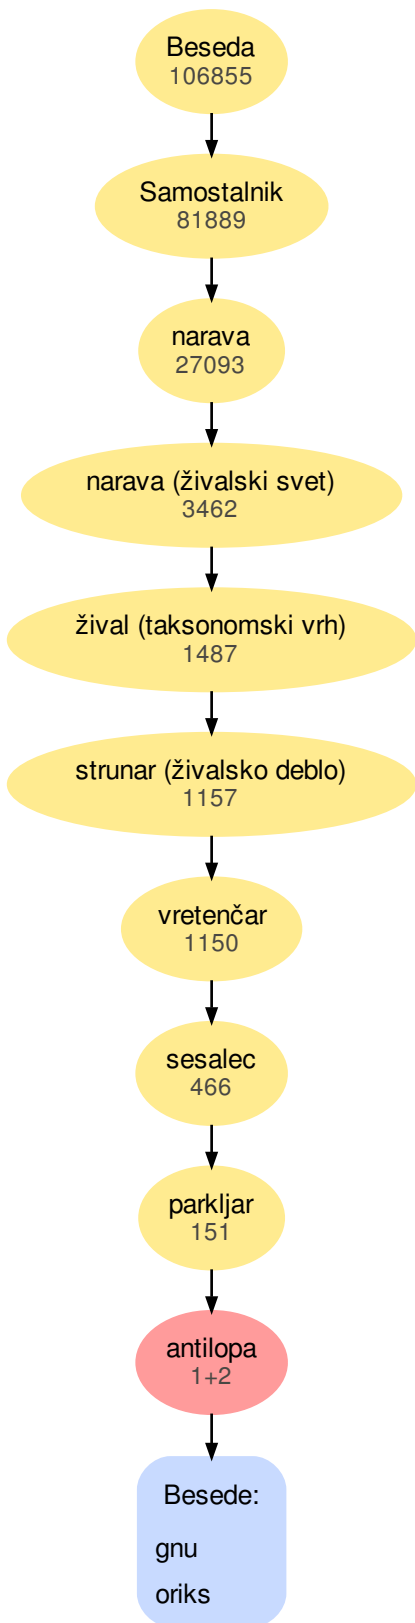 Beseda
106855
Samostalnik
81889
narava
27093
narava (živalski svet)
3462
žival (taksonomski vrh)
1487
strunar (živalsko deblo)
1157
vretenčar
1150
sesalec
466
parkljar
151
antilopa
1+2
Besede:
gnu
oriks